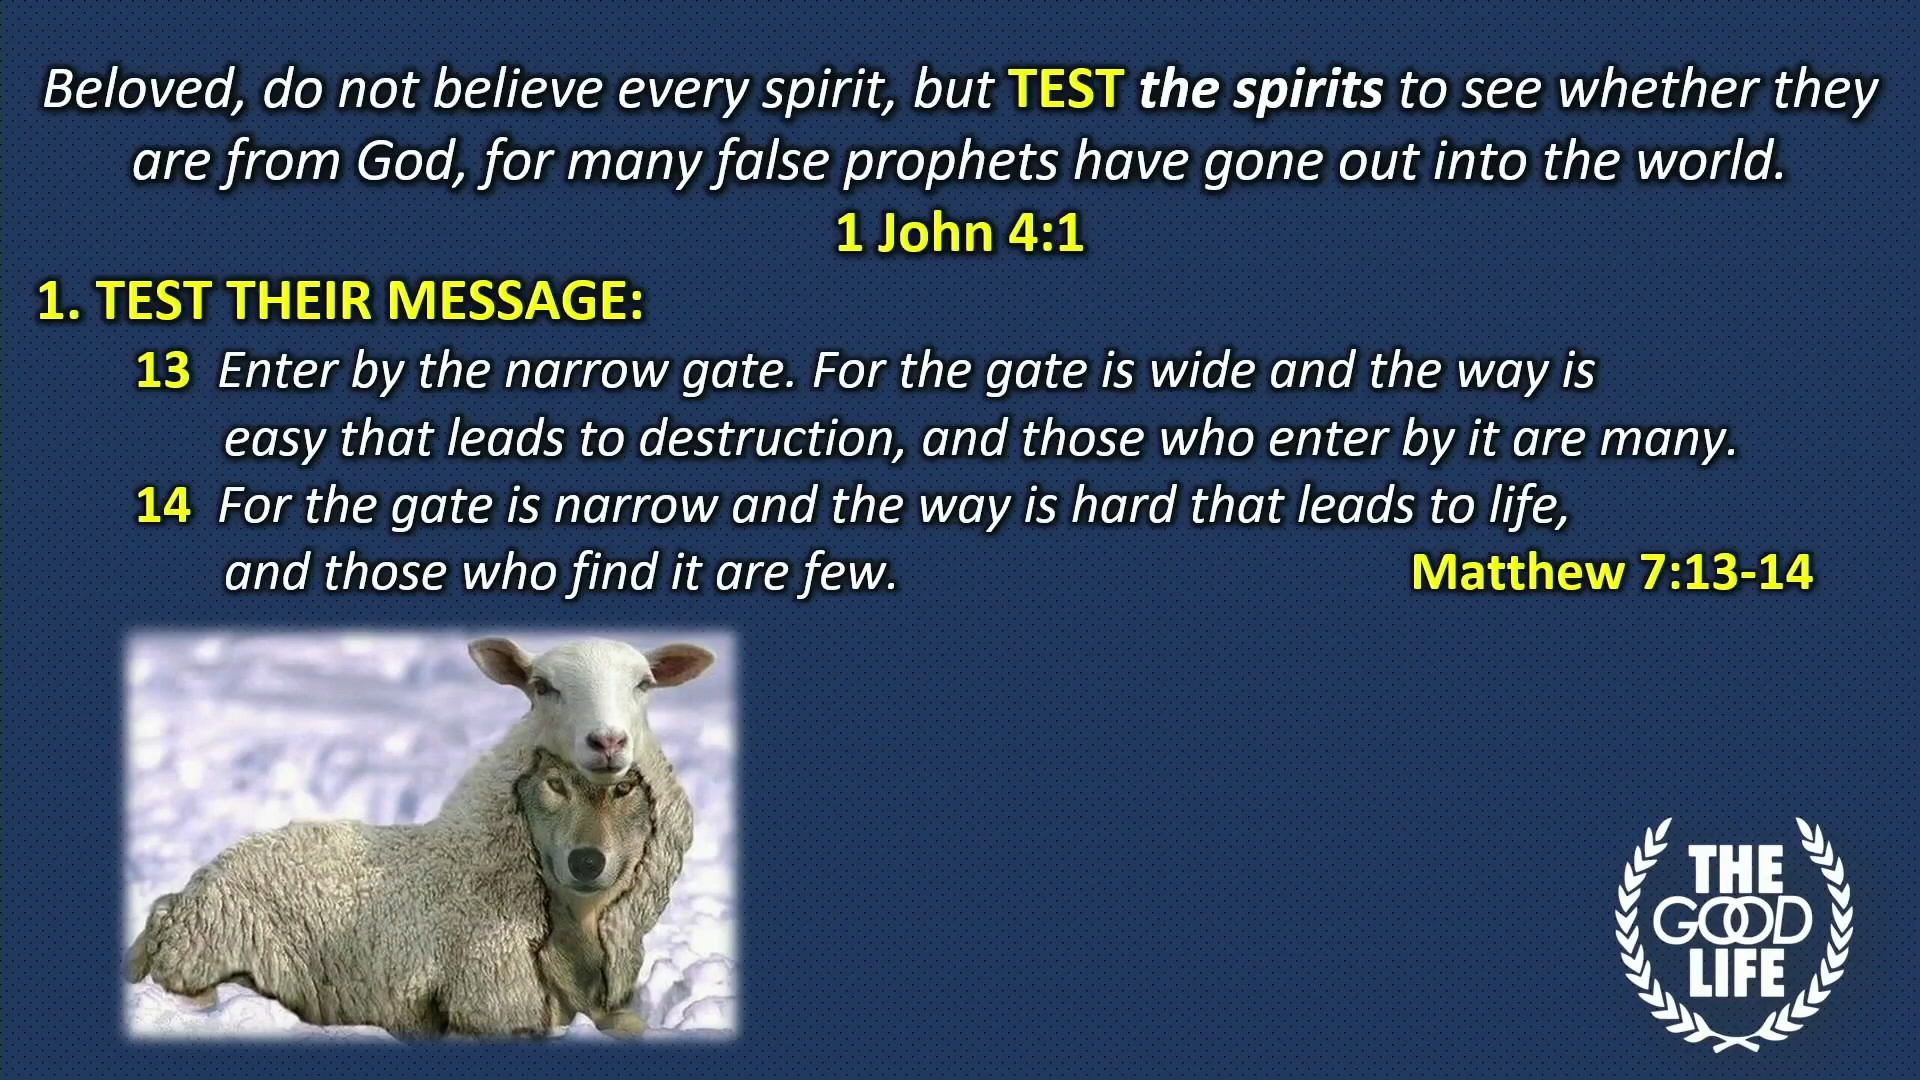 Beloved, do not believe every spirit, but TEST the spirits to see whether they
are from God, for many false prophets have gone out into the world.
1 John 4:1
1. TEST THEIR MESSAGE:
13 Enter by the narrow gate. For the gate is wide and the way is
easy that leads to destruction, and those who enter by it are many.
14 For the gate is narrow and the way is hard that leads to life,
and those who find it are few. Matthew 7:13-14
THE
GOOD
LIFE